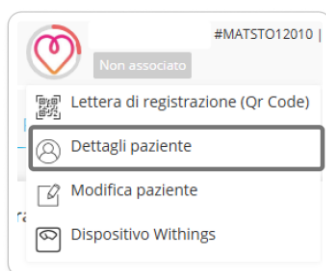 #MATSTO12010 |
Non associato
Lettera di registrazione (Qr Code)
Dettagli paziente
Modifica paziente
Dispositivo Withings